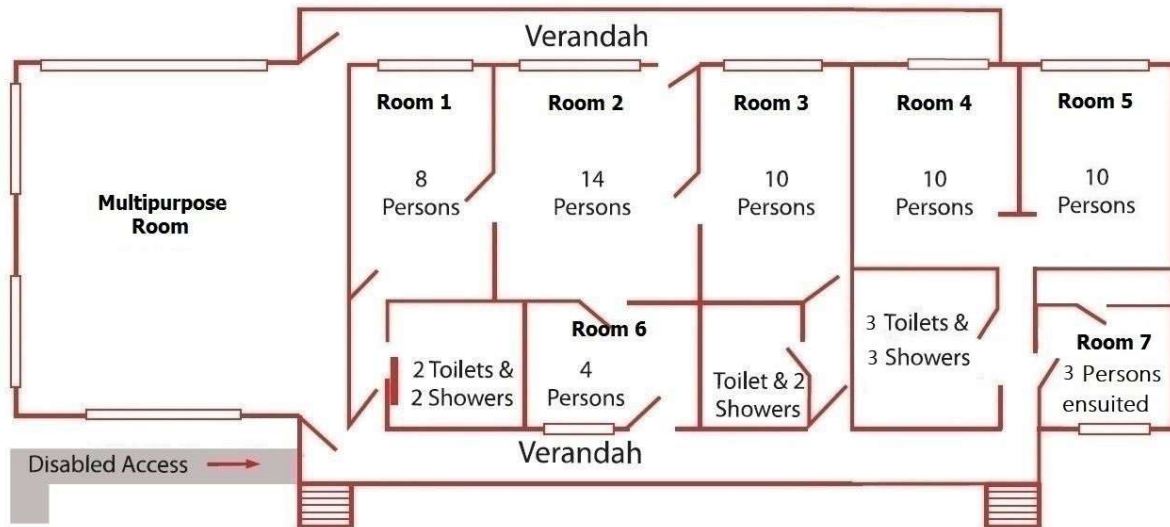 Verandah
Room 1
Room 2
Room 3
Room 4
Room 5
8
Persons
14
Persons
10
Persons
10
Persons
10
Persons
Multipurpose
Room
2 Toilets &
2 Showers
Room 6
4
Persons
Toilet & 2
Showers
3 Toilets &
3 Showers
Room 7
3 Persons
ensuited
Verandah
Disabled Access